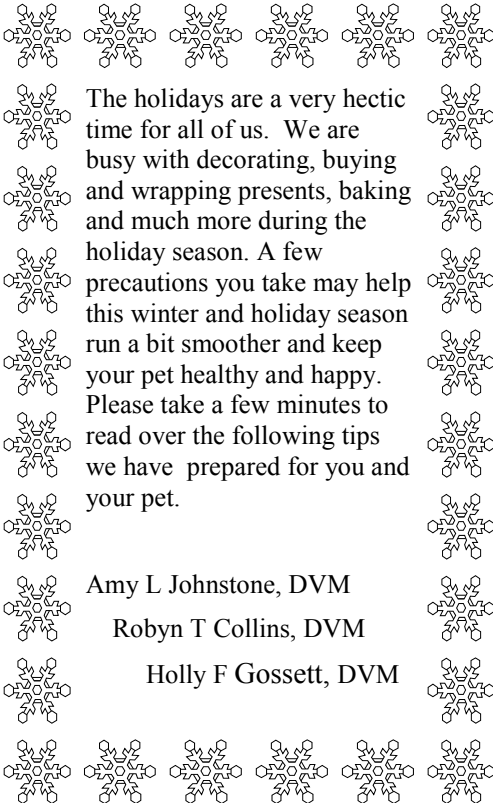 The holidays are a very hectic
time for all of us.  We are
busy with decorating, buying
and wrapping presents, baking
and much more during the
holiday season. A few
precautions you take may help
this winter and holiday season
run a bit smoother and keep
your pet healthy and happy.
Please take a few minutes to
read over the following tips
we have  prepared for you and
your pet.
Amy L Johnstone, DVM
Robyn T Collins, DVM
Holly F Gossett, DVM